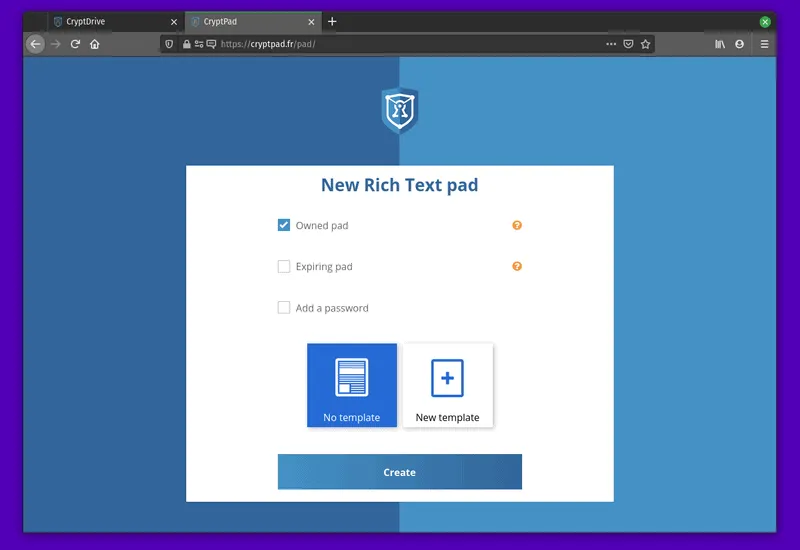 CryptDrive
CryptPad
https://cryptpad.fr/pad/
New Rich Text pad
Owned pad
?
Expiring pad
?
Add a password
No template
New template
Create